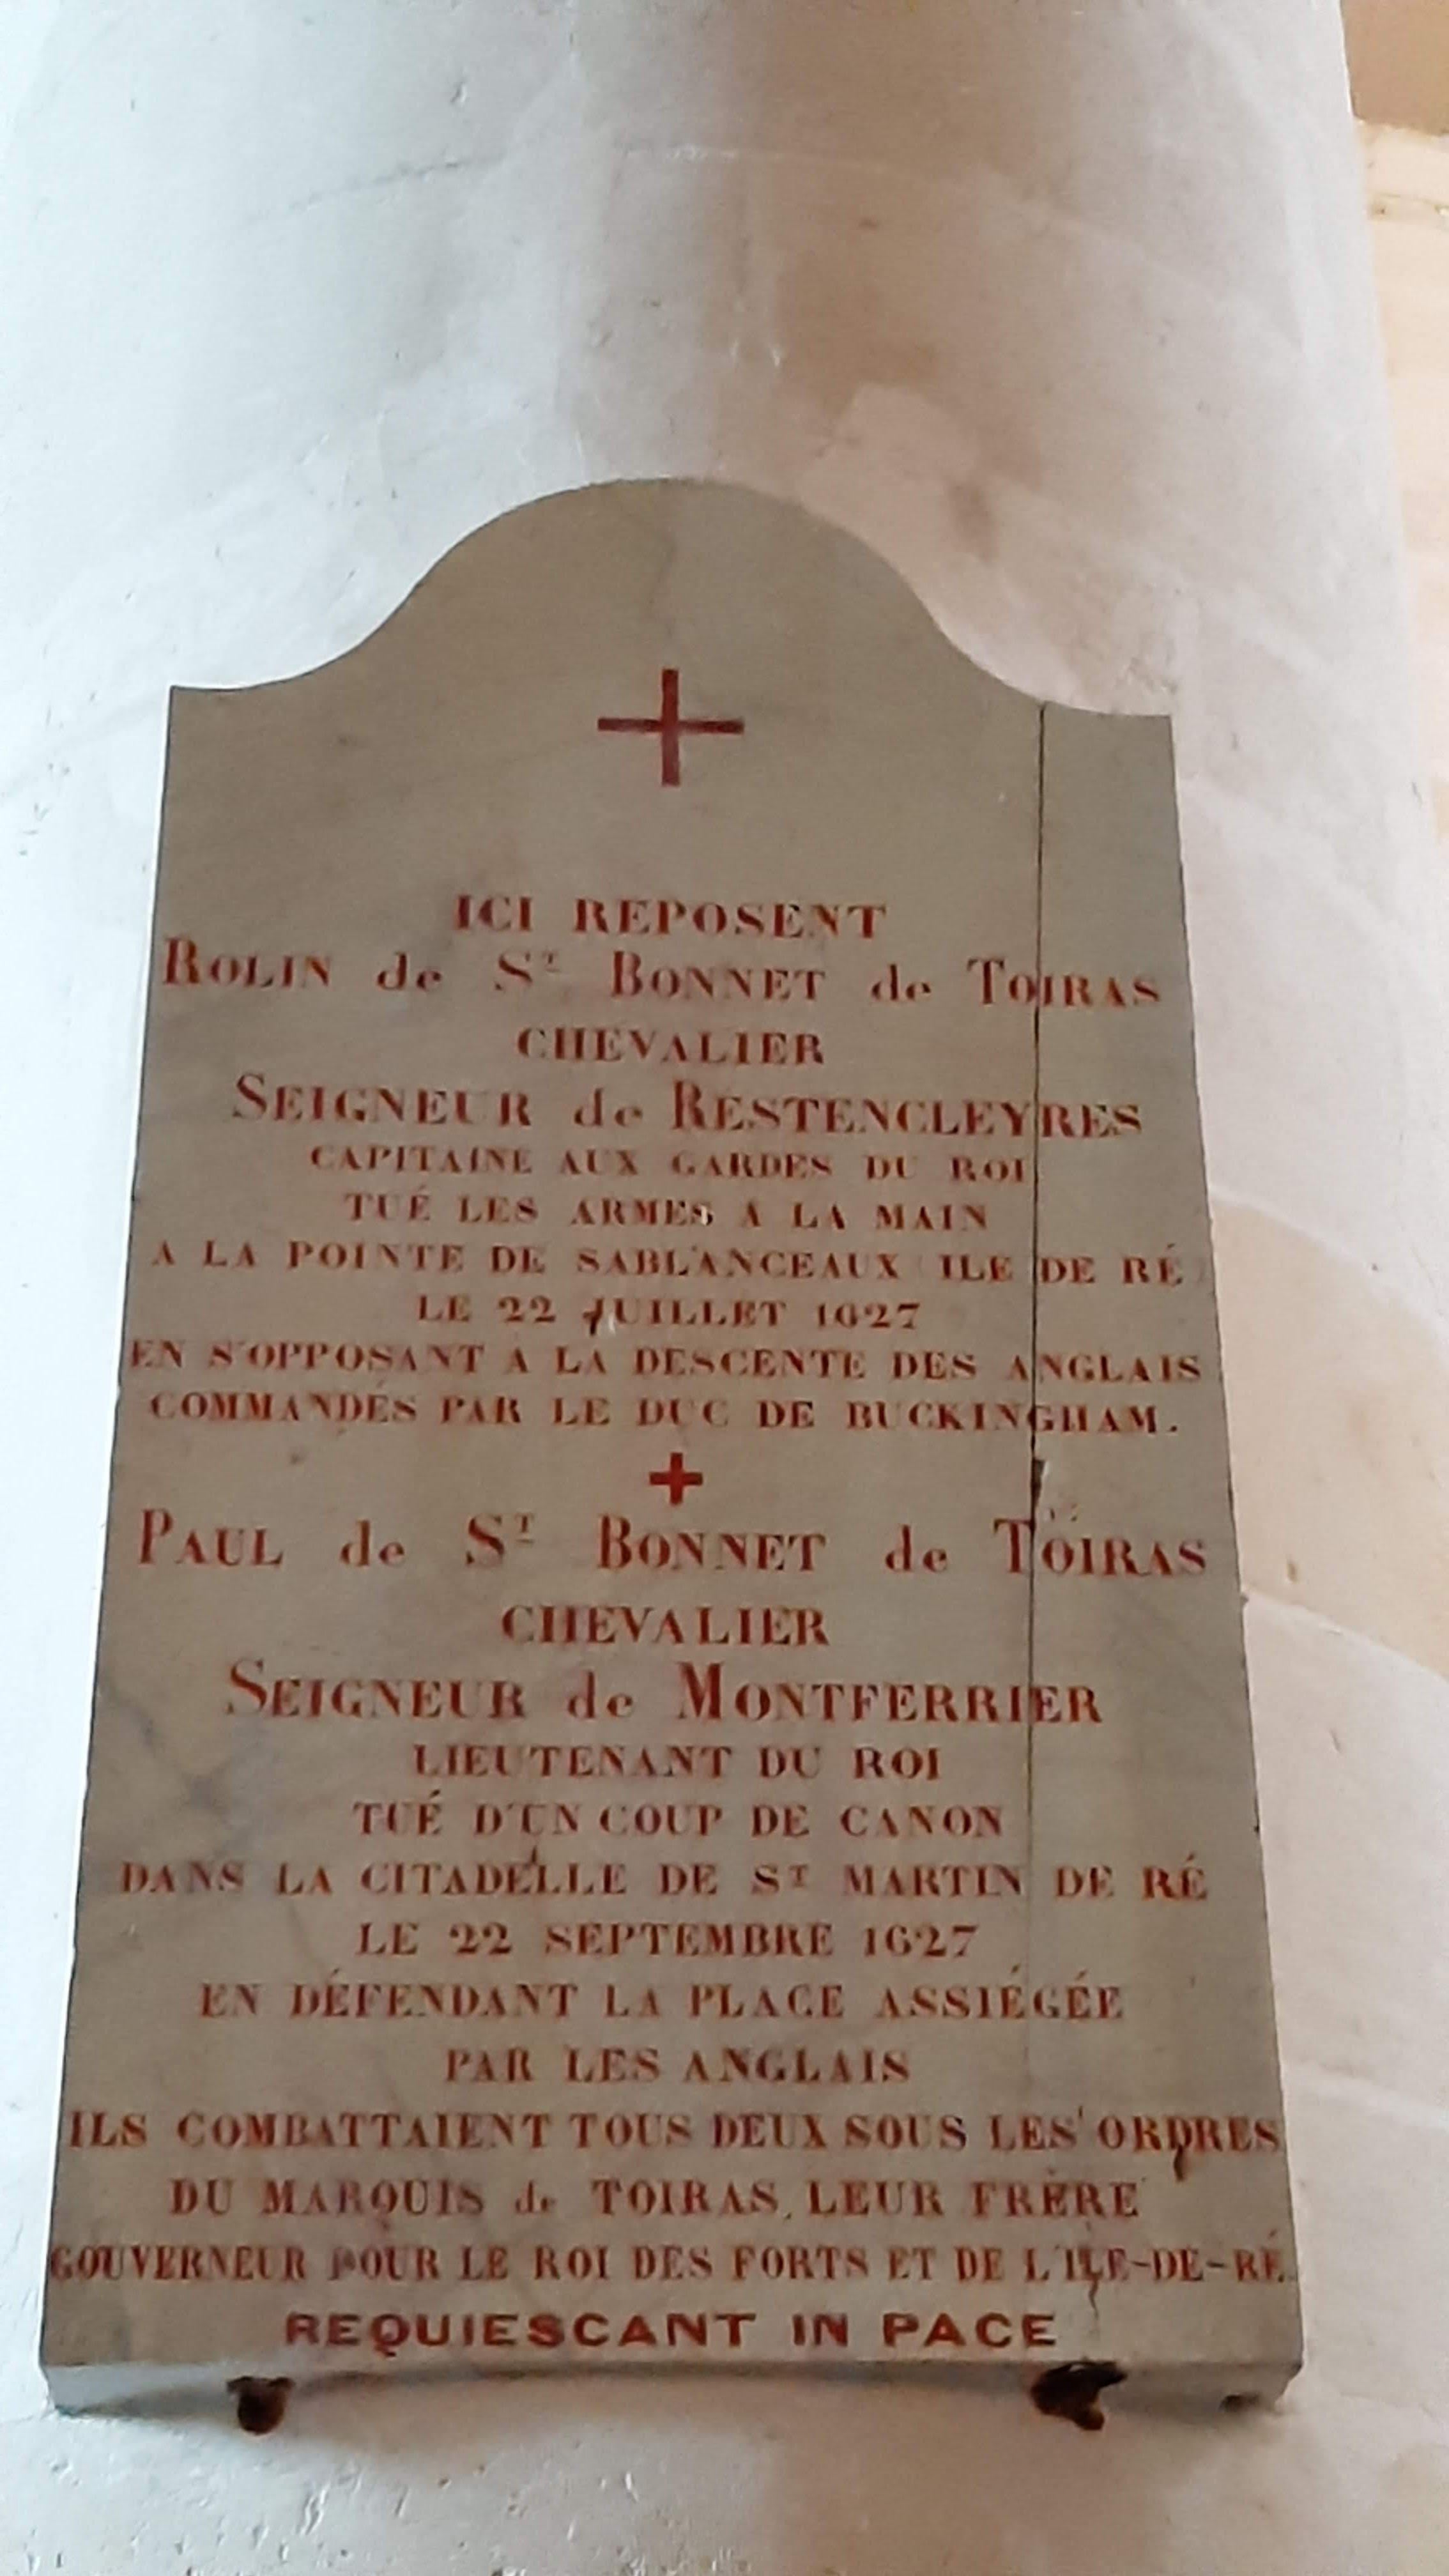 ICI REPOSENT
ROLIN de ST BONNET de TOIRAS
CHEVALIER
SEIGNEUR de RESTENCLEYRES
CAPITAINE AUX GARDES DU ROI
TUÉ LES ARMES A LA MAIN
A LA POINTE DE SABLANCEAUX (ILE DE RÉ)
LE 22 JUILLET 1627
EN S'OPPOSANT A LA DESCENTE DES ANGLAIS
COMMANDÉS PAR LE DUC DE BUCKINGHAM.
PAUL de ST BONNET de TOIRAS
CHEVALIER
SEIGNEUR de MONTFERRIER
LIEUTENANT DU ROI
TUÉ D'UN COUP DE CANON
DANS LA CITADELLE DE ST MARTIN DE RÉ
LE 22 SEPTEMBRE 1627
EN DÉFENDANT LA PLACE ASSIÉGÉE
PAR LES ANGLAIS
ILS COMBATTAIENT TOUS DEUX SOUS LES ORDRES
DU MARQUIS de TOIRAS, LEUR FRÈRE
GOUVERNEUR POUR LE ROI DES FORTS ET DE L'ILE-DE-RÉ.
REQUIESCANT IN PACE